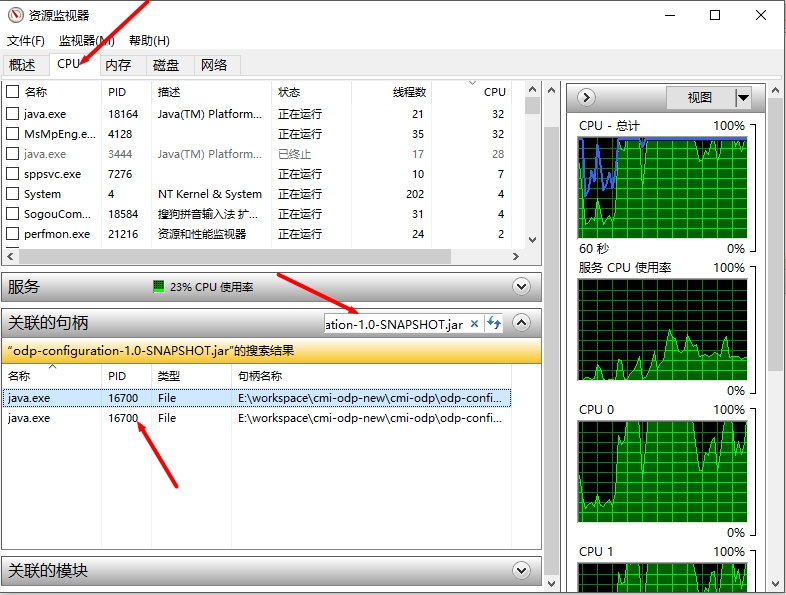 资源监视器
文件(F) 监视器(M) 帮助(H)
概述 CPU 内存 磁盘 网络
名称 PID 描述 状态 线程数 CPU
java.exe 18164 Java(TM) Platform... 正在运行 21 32
MsMpEng.e... 4128 正在运行 35 32
java.exe 3444 Java(TM) Platform... 已终止 17 28
sppsvc.exe 7276 正在运行 10 7
System 4 NT Kernel & System 正在运行 202 4
SogouCom... 18584 搜狗拼音输入法 扩... 正在运行 31 4
perfmon.exe 21216 资源和性能监视器 正在运行 24 2
服务 23% CPU 使用率
关联的句柄 ation-1.0-SNAPSHOT.jar
"odp-configuration-1.0-SNAPSHOT.jar"的搜索结果
名称 PID 类型 句柄名称
java.exe 16700 File E:\workspace\cmi-odp-new\cmi-odp\odp-confi...
java.exe 16700 File E:\workspace\cmi-odp-new\cmi-odp\odp-confi...
关联的模块
视图
CPU - 总计 100%
60 秒 0%
服务 CPU 使用率 100%
0%
CPU 0 100%
0%
CPU 1 100%